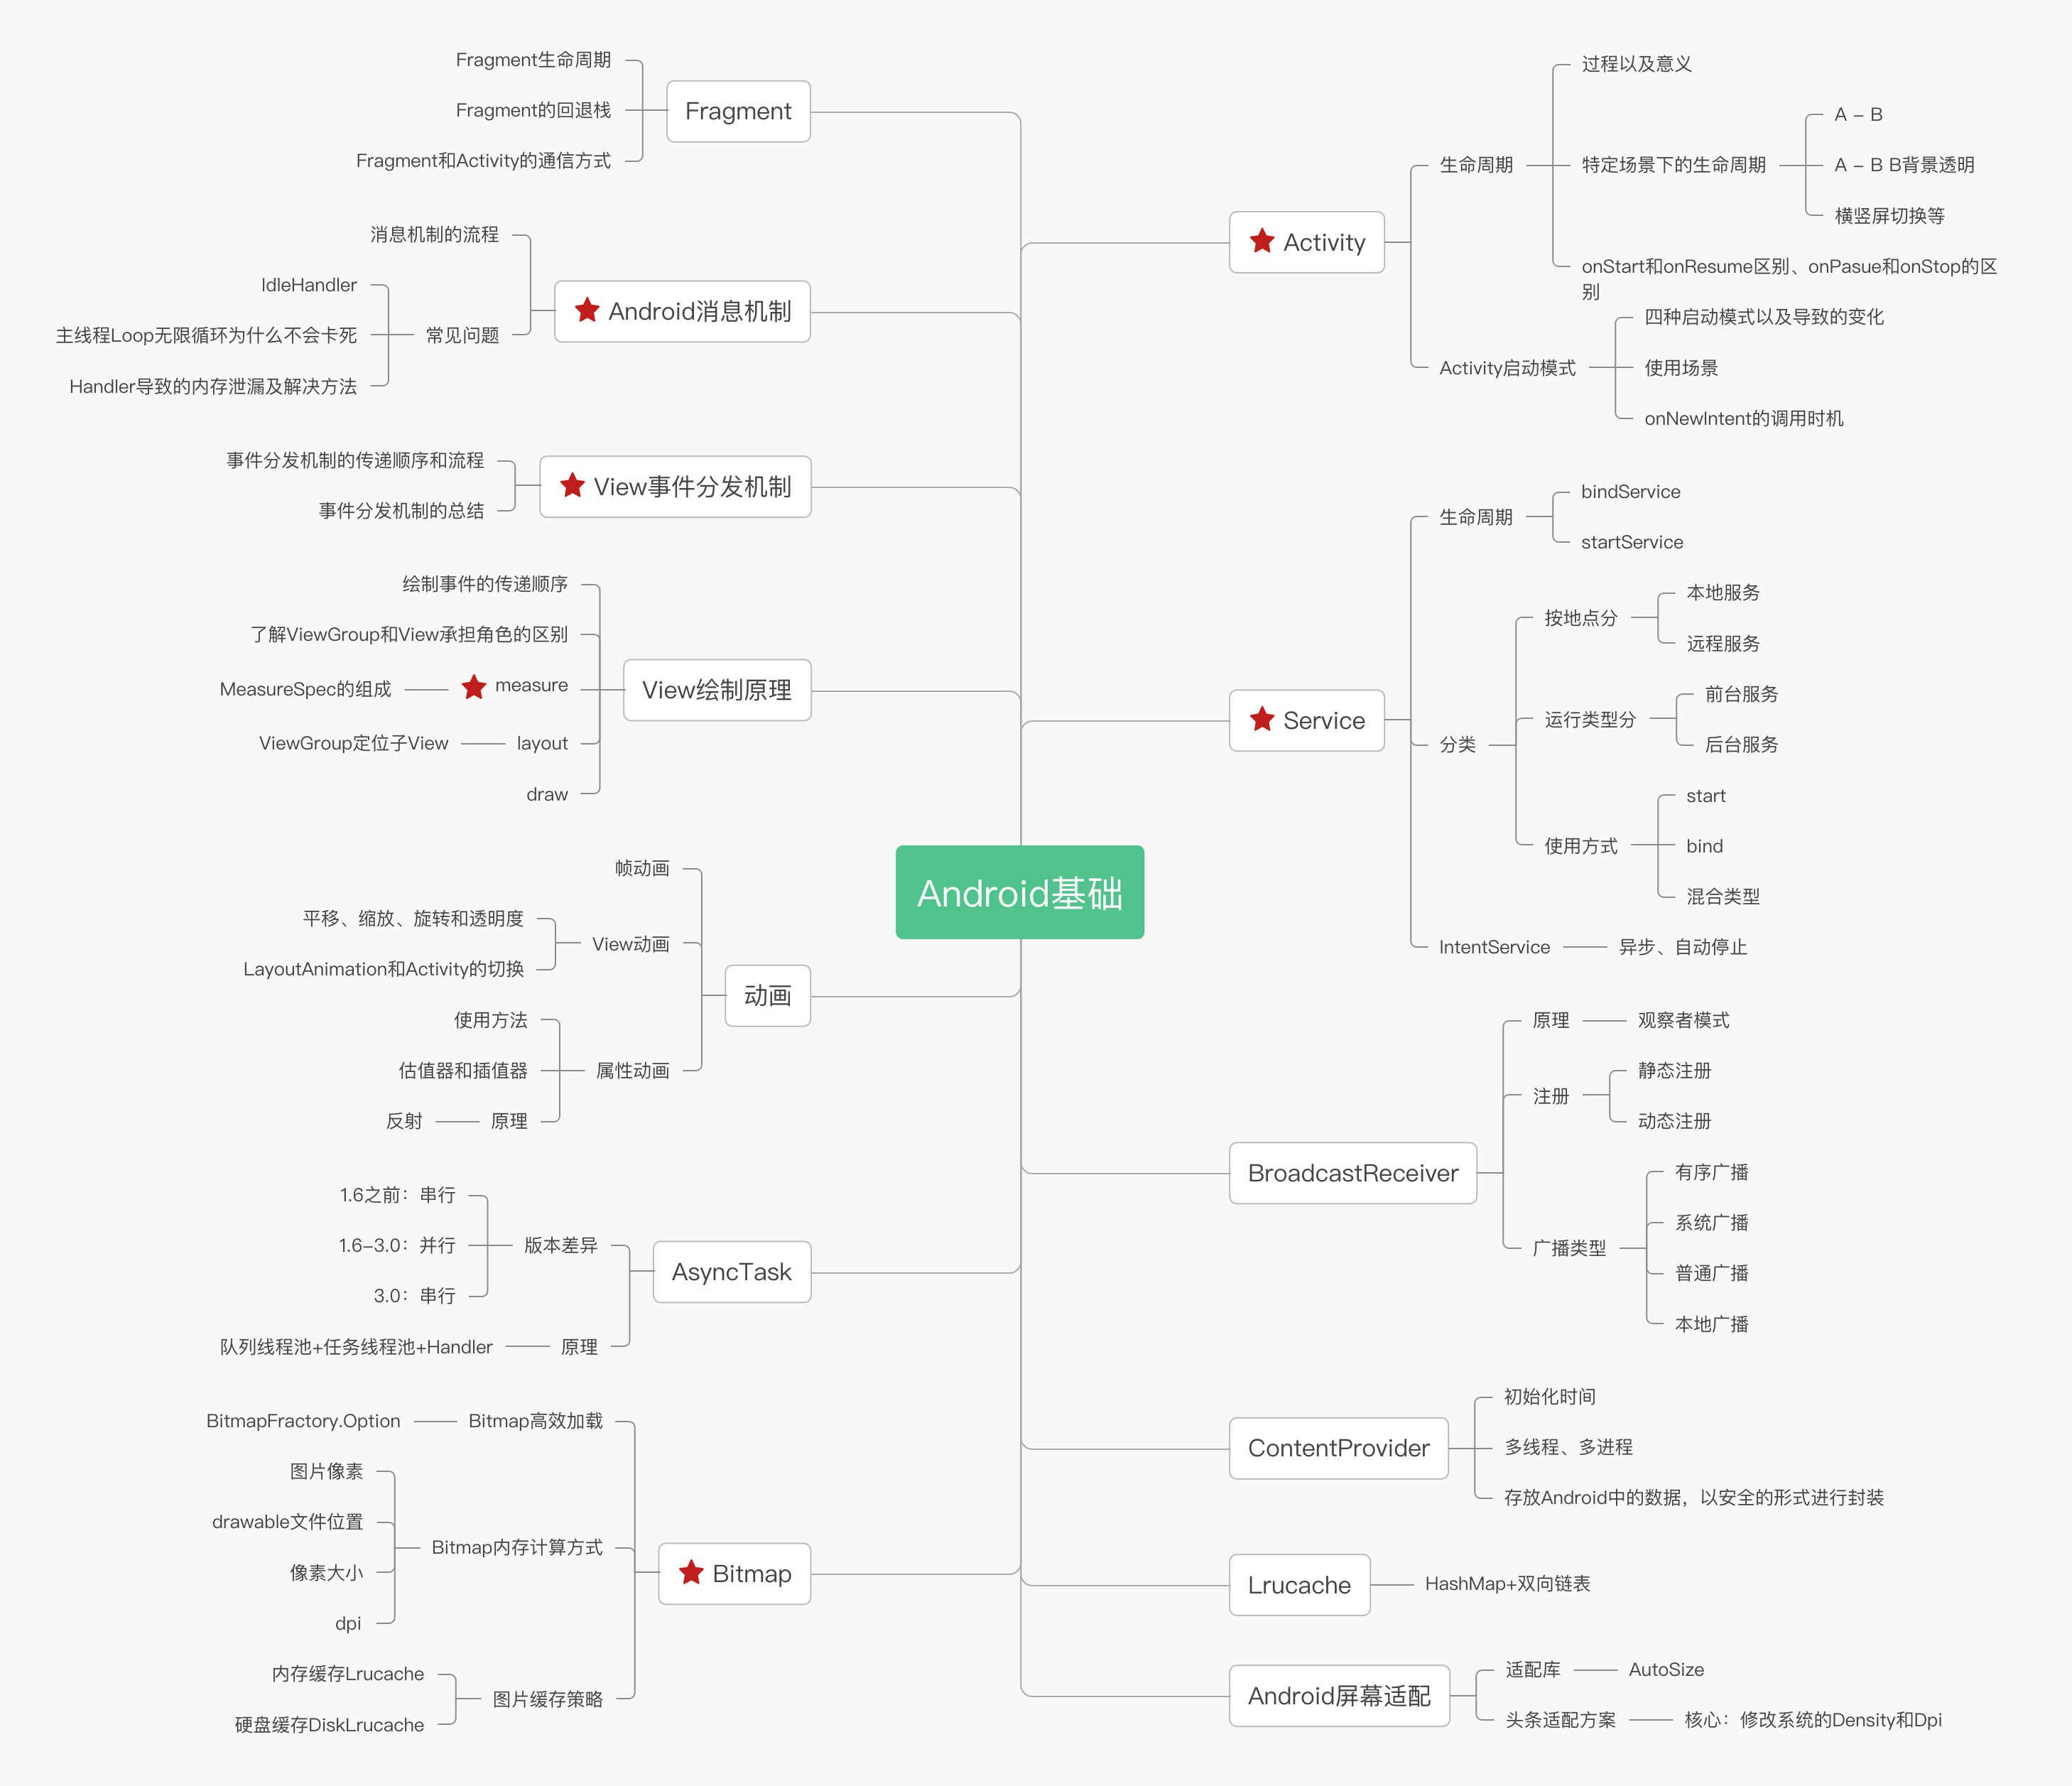 Android基础
Activity
生命周期
过程以及意义
特定场景下的生命周期
A – B
A – B B背景透明
横竖屏切换等
onStart和onResume区别、onPasue和onStop的区
别
Activity启动模式
四种启动模式以及导致的变化
使用场景
onNewIntent的调用时机
Service
生命周期
bindService
startService
分类
按地点分
本地服务
远程服务
运行类型分
前台服务
后台服务
使用方式
start
bind
混合类型
IntentService
异步、自动停止
BroadcastReceiver
原理
观察者模式
注册
静态注册
动态注册
广播类型
有序广播
系统广播
普通广播
本地广播
ContentProvider
初始化时间
多线程、多进程
存放Android中的数据，以安全的形式进行封装
Lrucache
HashMap+双向链表
Android屏幕适配
适配库
AutoSize
头条适配方案
核心：修改系统的Density和Dpi
Fragment
Fragment生命周期
Fragment的回退栈
Fragment和Activity的通信方式
Android消息机制
消息机制的流程
常见问题
IdleHandler
主线程Loop无限循环为什么不会卡死
Handler导致的内存泄漏及解决方法
View事件分发机制
事件分发机制的传递顺序和流程
事件分发机制的总结
View绘制原理
绘制事件的传递顺序
了解ViewGroup和View承担角色的区别
measure
MeasureSpec的组成
layout
ViewGroup定位子View
draw
动画
帧动画
View动画
平移、缩放、旋转和透明度
LayoutAnimation和Activity的切换
属性动画
使用方法
估值器和插值器
原理
反射
AsyncTask
版本差异
1.6之前：串行
1.6–3.0：并行
3.0：串行
原理
队列线程池+任务线程池+Handler
Bitmap
Bitmap高效加载
BitmapFractory.Option
Bitmap内存计算方式
图片像素
drawable文件位置
像素大小
dpi
图片缓存策略
内存缓存Lrucache
硬盘缓存DiskLrucache